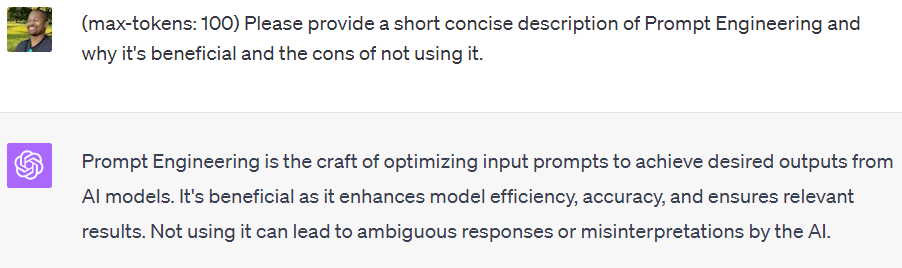 (max-tokens: 100) Please provide a short concise description of Prompt Engineering and
why it's beneficial and the cons of not using it.
Prompt Engineering is the craft of optimizing input prompts to achieve desired outputs from
AI models. It's beneficial as it enhances model efficiency, accuracy, and ensures relevant
results. Not using it can lead to ambiguous responses or misinterpretations by the AI.